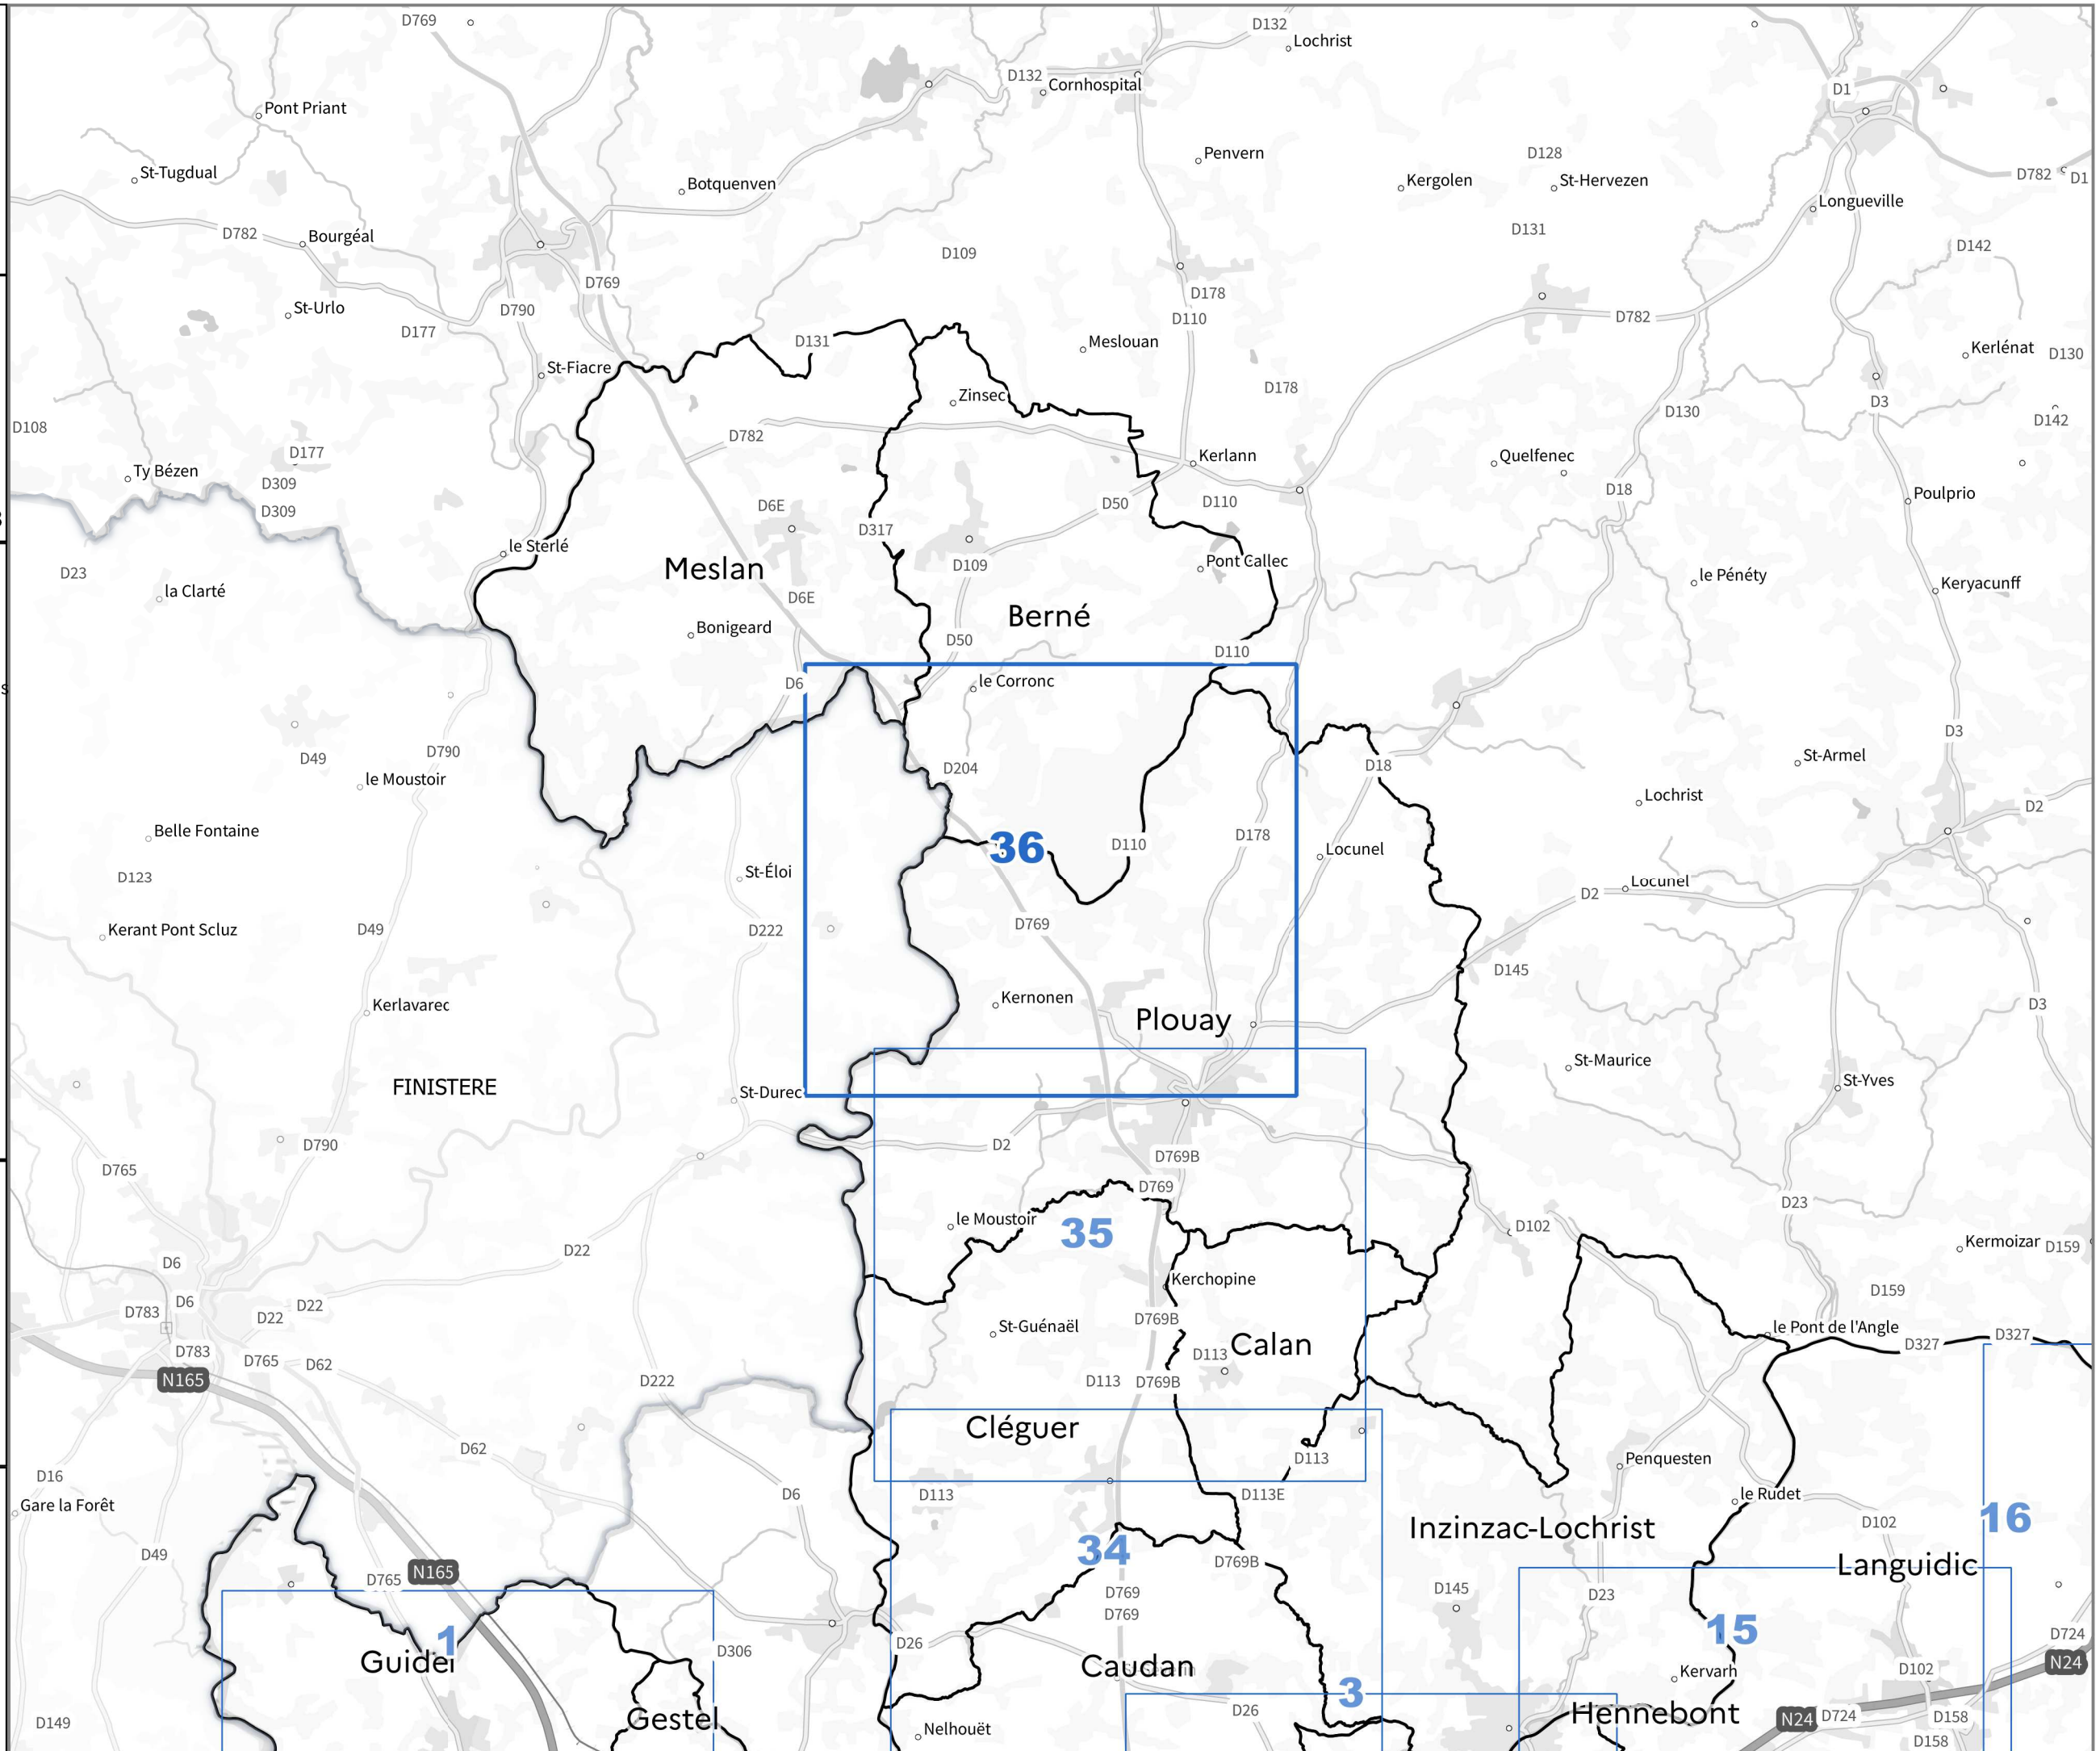 D769
D132
Lochrist
D132
Cornhospital
D1
Pont Priant
Penvern
D128
St-Tugdual
Botquenven
Kergolen
St-Hervezen
D782
D1
Longueville
D782
Bourgéal
D131
D109
D142
D769
D178
St-Urlo
D790
D110
D782
D177
D131
Meslouan
Kerlénat
D130
St-Fiacre
D178
Zinsec
D3
D130
D142
D108
D782
D177
Kerlann
Quelfenec
Ty Bézen
D309
D18
D6E
D50
D110
Poulprio
D309
D317
le Sterlé
D109
Pont Callec
Meslan
D23
le Pénéty
Keryacunff
la Clarté
D6E
Berné
Bonigeard
D50
D110
D6
le Corronc
D3
D49
D790
St-Armel
D204
D18
le Moustoir
Lochrist
D2
Belle Fontaine
36
D110
D178
Locunel
St-Éloi
D123
Locunel
D2
Kerant Pont Scluz
D49
D222
D769
D145
Kernonen
Kerlavarec
D3
Plouay
St-Maurice
FINISTERE
St-Yves
St-Durec
D790
D2
D765
D769B
D769
D23
le Moustoir
35
D102
Kermoizar
D159
D22
D6
Kerchopine
D159
D6
D22
D783
D22
D769B
St-Guénaël
le Pont de l'Angle
D327
D327
Calan
D783
D765
D62
D113
N165
D222
D113
D769B
Cléguer
D62
D113
Penquesten
D16
D113
D6
D113E
le Rudet
Gare la Forêt
16
D102
Inzinzac-Lochrist
34
D49
D769B
Languidic
N165
D765
D769
D145
D23
D769
1
D26
D306
15
D724
Guidel
Caudan
N24
D102
Kervarh
3
D26
Gestel
Hennebont
N24
D724
D158
D149
Nelhouët
D158